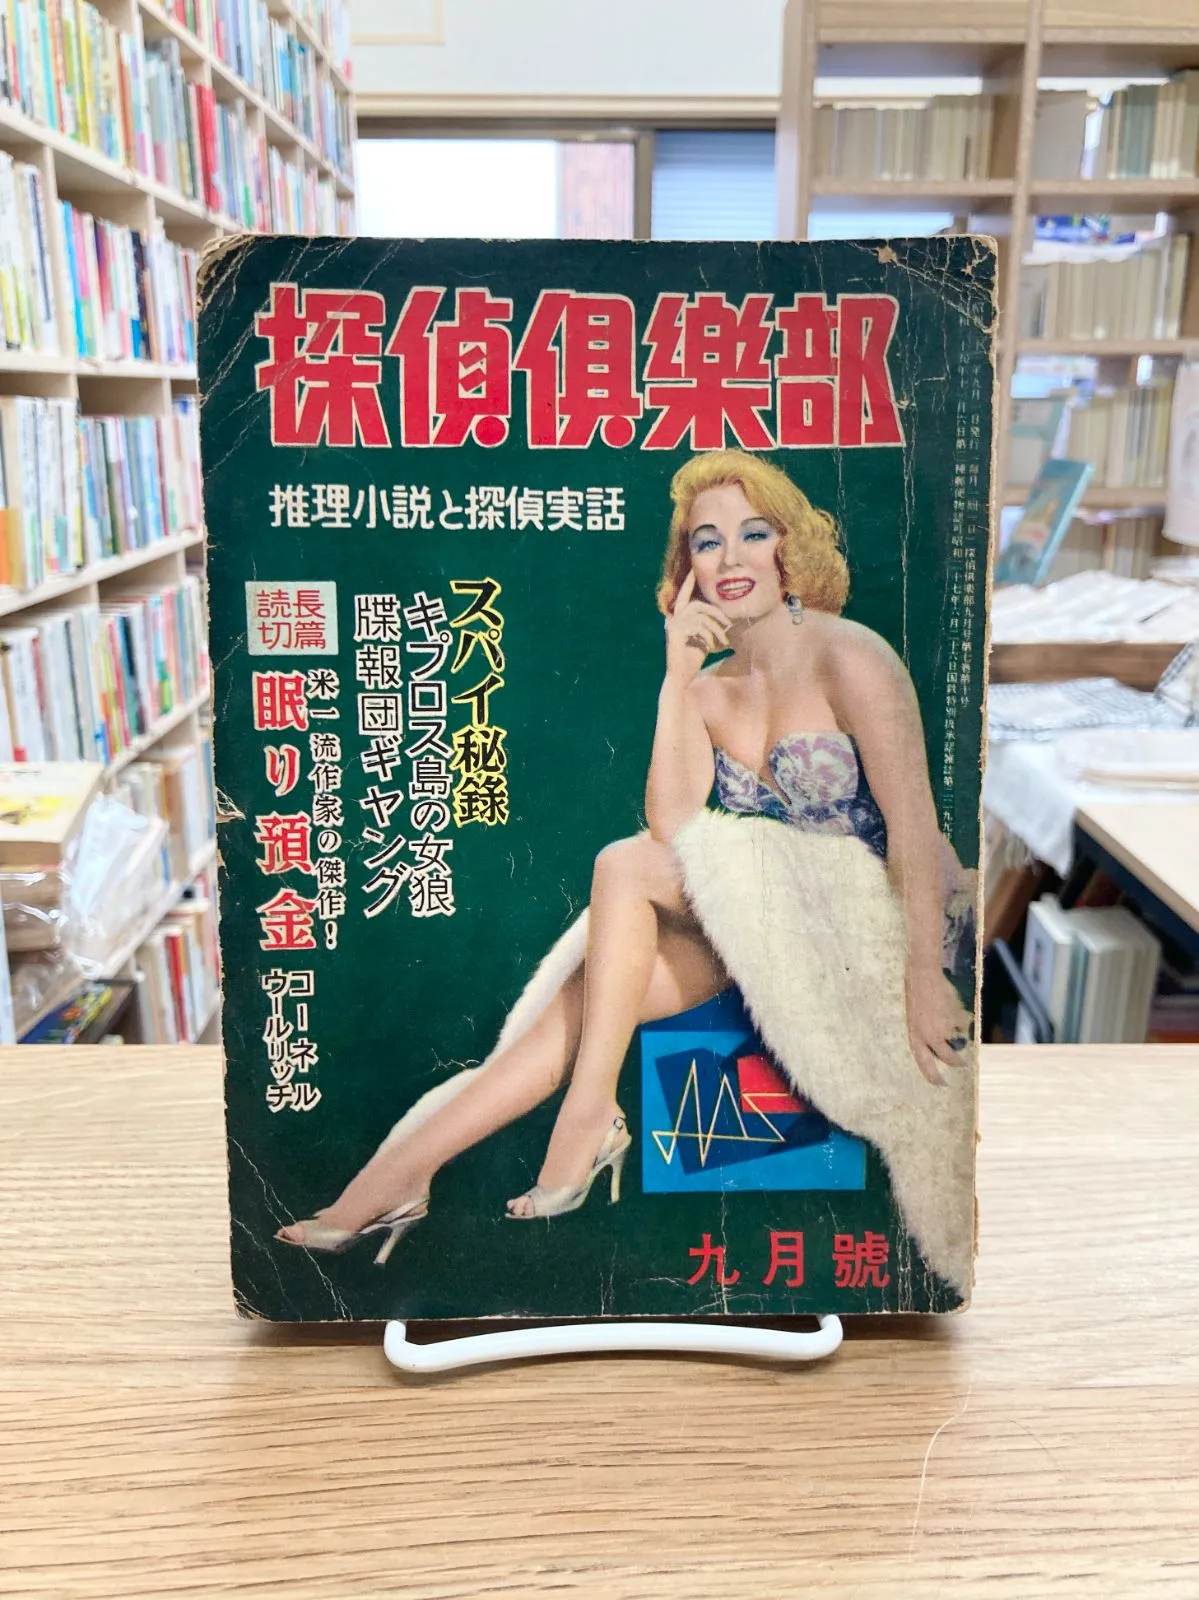 探偵俱樂部
推理小説と探偵実話
スパイ秘錄
キプロス島の女狼
牒報団ギャング
長篇
読切
米一流作家の傑作!
眠り預金
コーネル
ウールリッチ
九月號